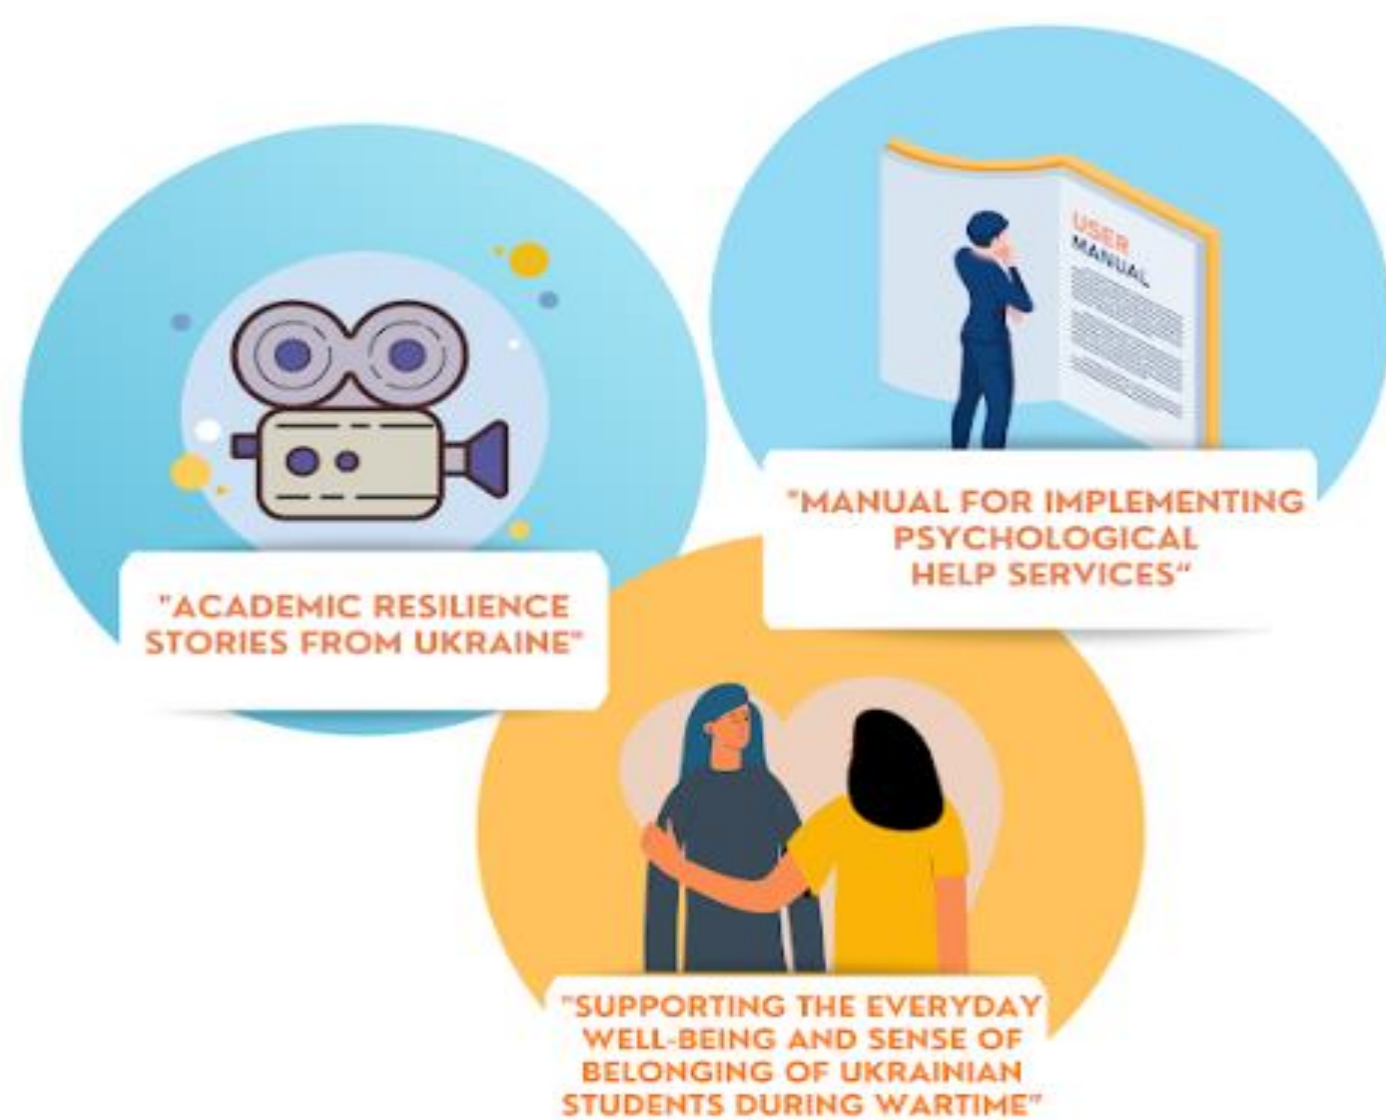 USER
MANUAL
"MANUAL FOR IMPLEMENTING
PSYCHOLOGICAL
HELP SERVICES“
"ACADEMIC RESILIENCE
STORIES FROM UKRAINE"
"SUPPORTING THE EVERYDAY
WELL-BEING AND SENSE OF
BELONGING OF UKRAINIAN
STUDENTS DURING WARTIME”